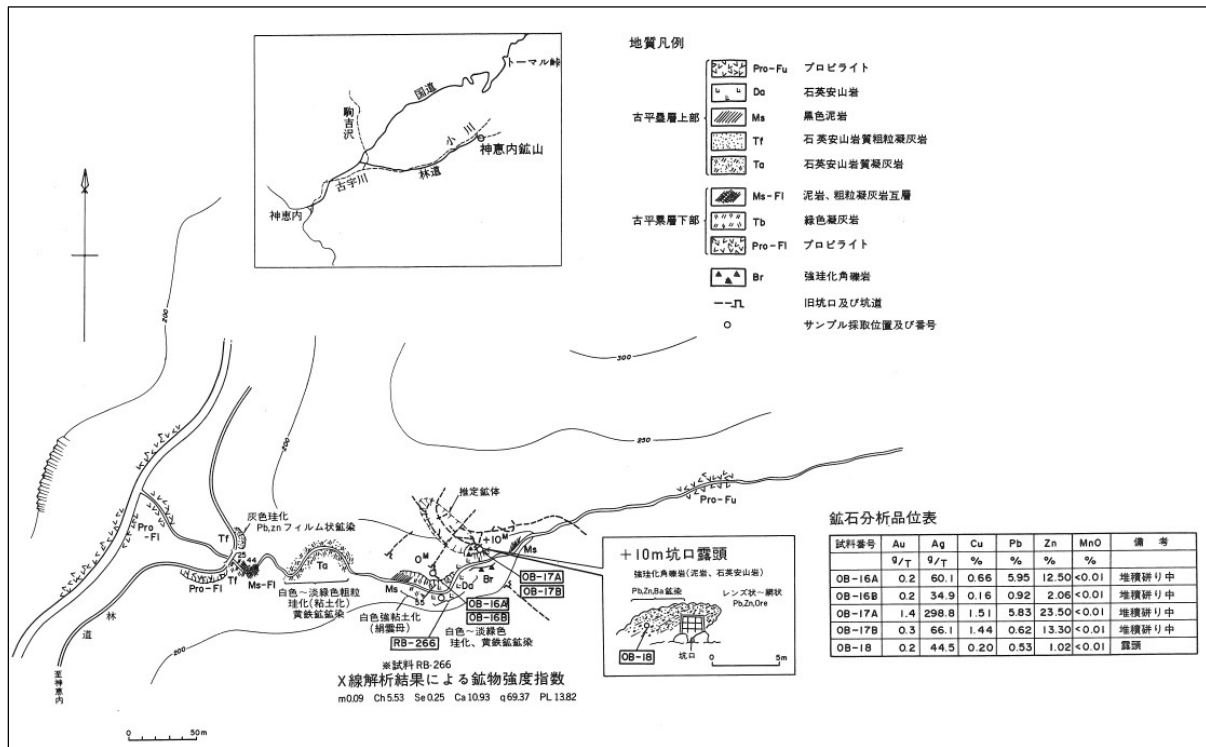 トーマル峠
国道
駒吉沢
小川
神恵内鉱山
古宇川
林道
神恵内
地質凡例
古平塁層上部
Pro-Fu プロピライト
Da 石英安山岩
Ms 黒色泥岩
Tf 石英安山岩質粗粒凝灰岩
Ta 石英安山岩質凝灰岩
古平累層下部
Ms-Fl 泥岩、粗粒凝灰岩互層
Tb 緑色凝灰岩
Pro-Fl プロピライト
Br 強珪化角礫岩
旧坑口及び坑道
サンプル採取位置及び番号
200
200
300
250
200
推定鉱体
Pro-Fu
灰色珪化
Pb,znフィルム状鉱染
Pro
-Fl
Tf
25
44
Tf
Ms-Fl
Pro-Fl
Ta
白色~淡緑色粗粒
珪化(粘土化)
黄鉄鉱鉱染
0M
+10M
Ms
Br
Da
Ms
55
白色強粘土化
(絹雲母)
RB-266
OB-17A
OB-17B
OB-16A
OB-16B
白色~淡緑色
珪化、黄鉄鉱鉱染
林
道
至神恵内
※試料 RB-266
X線解析結果による鉱物強度指数
m0.09 Ch5.53 Se0.25 Ca10.93 q69.37 PL13.82
0 50m
+10m坑口露頭
強珪化角礫岩(泥岩、石英安山岩)
Pb,Zn,Ba鉱染
レンズ状~網状
Pb,Zn,Ore
OB-18
坑口
0 5m
鉱石分析品位表
試料番号 Au Ag Cu Pb Zn MnO 備考
g/T g/T % % % %
OB-16A 0.2 60.1 0.66 5.95 12.50 <0.01 堆積研り中
OB-16B 0.2 34.9 0.16 0.92 2.06 <0.01 堆積研り中
OB-17A 1.4 298.8 1.51 5.83 23.50 <0.01 堆積研り中
OB-17B 0.3 66.1 1.44 0.62 13.30 <0.01 堆積研り中
OB-18 0.2 44.5 0.20 0.53 1.02 <0.01 露頭